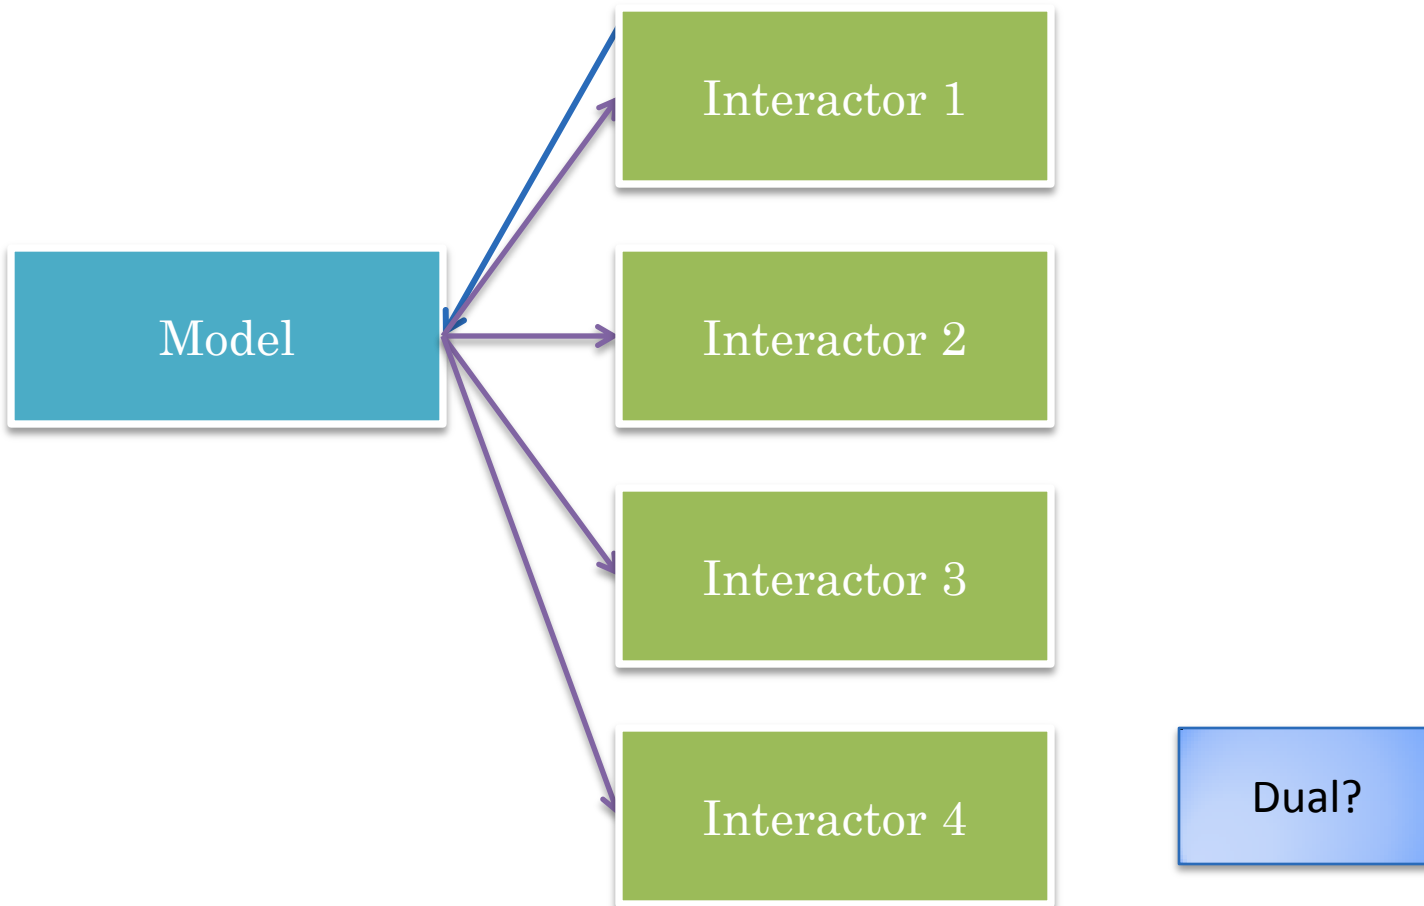 Interactor 1
Model
Interactor 2
Interactor 3
Interactor 4
Dual?